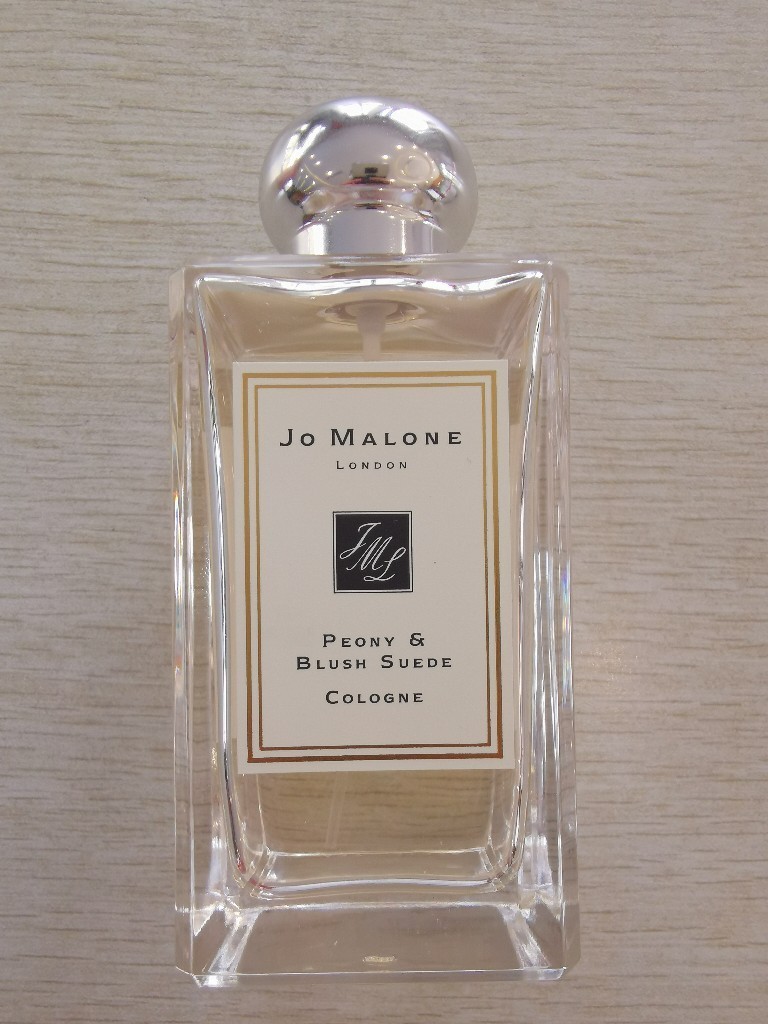 Jo Malone
London
JML
Peony &
Blush Suede
Cologne